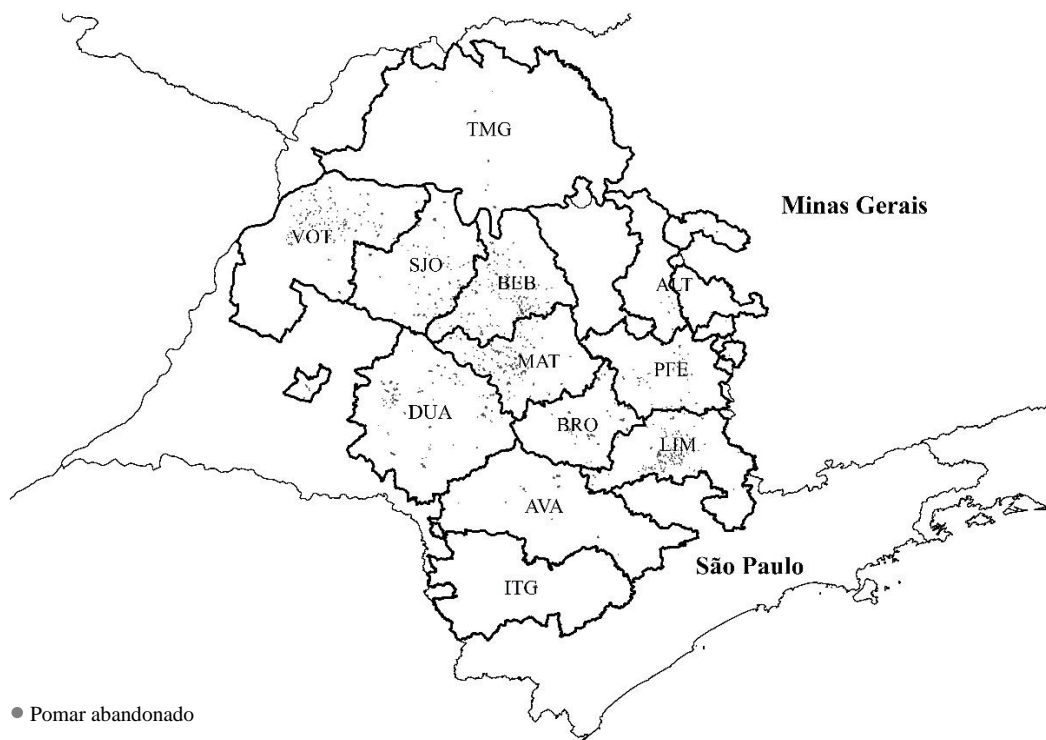 TMG
Minas Gerais
VOT
SJO
BEB
ALT
MAT
PFE
DUA
BRO
LIM
AVA
São Paulo
ITG
Pomar abandonado